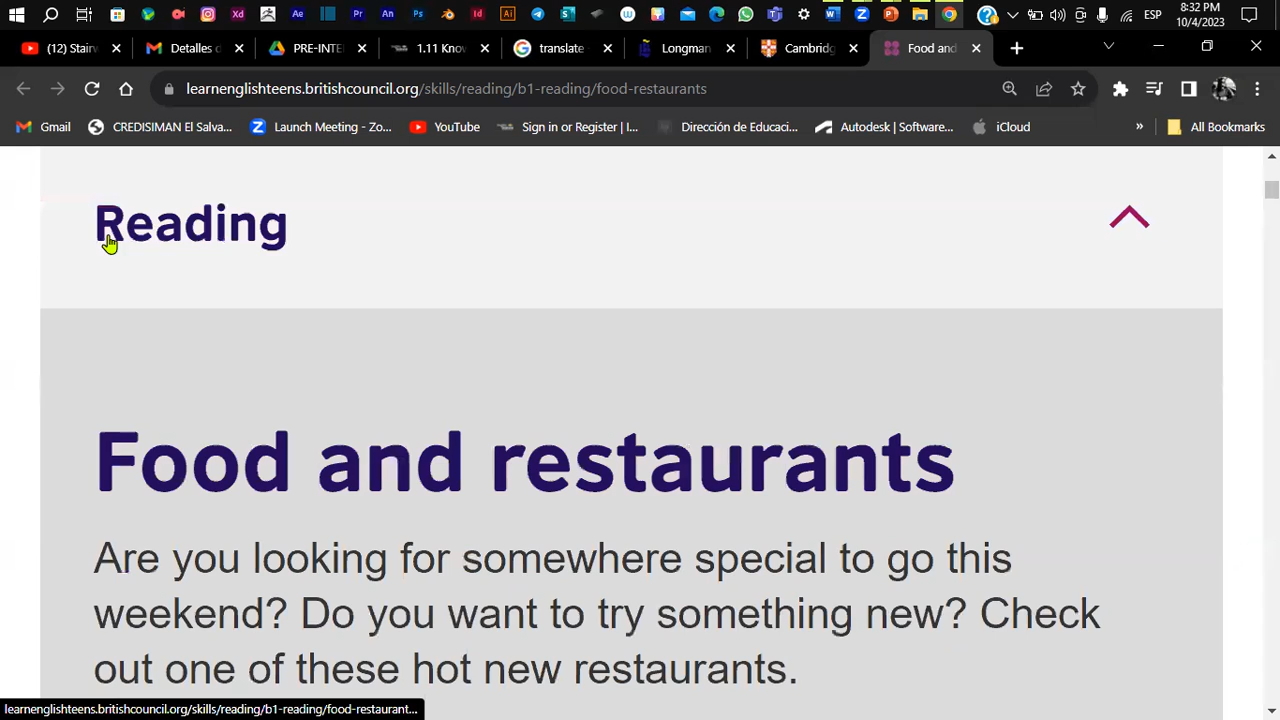 8:32 PM
ESP
10/4/2023
(12) Stairv
Detalles d
PRE-INTE
1.11 Kno
translate -
Longman
Cambridg
Food and
learnenglishteens.britishcouncil.org/skills/reading/b1-reading/food-restaurants
Gmail
CREDISIMAN El Salva...
Launch Meeting - Zo...
YouTube
Sign in or Register | I...
Dirección de Educaci...
Autodesk | Software...
iCloud
»
All Bookmarks
Reading
Food and restaurants
Are you looking for somewhere special to go this
weekend? Do you want to try something new? Check
out one of these hot new restaurants.
learnenglishteens.britishcouncil.org/skills/reading/b1-reading/food-restaurant...